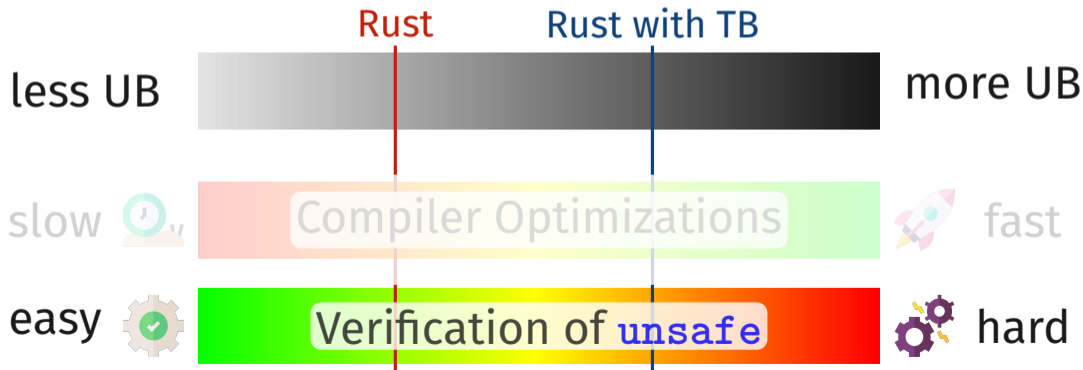 Rust
Rust with TB
less UB
more UB
slow
Compiler Optimizations
fast
easy
Verification of unsafe
hard